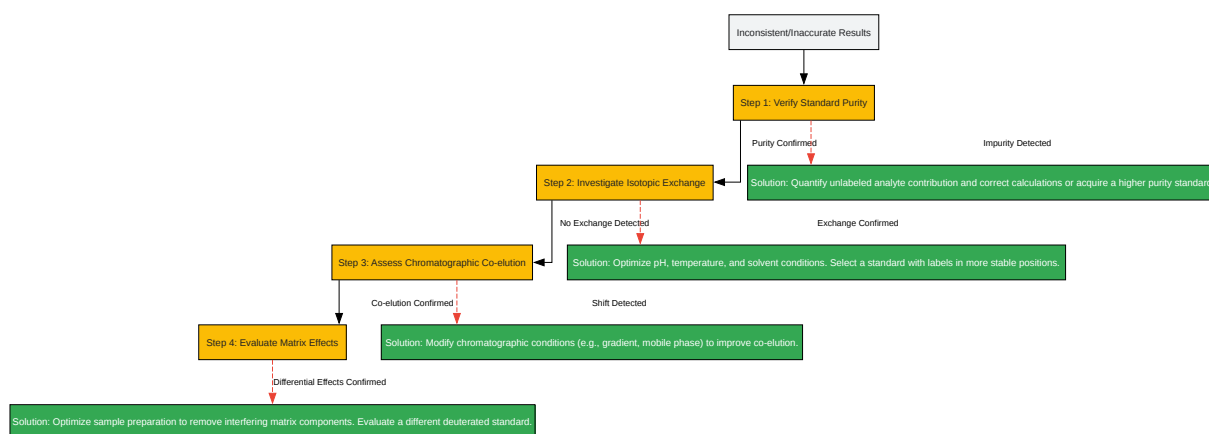 Inconsistent/Inaccurate Results
Step 1: Verify Standard Purity
Purity Confirmed
Impurity Detected
Step 2: Investigate Isotopic Exchange
Solution: Quantify unlabeled analyte contribution and correct calculations or acquire a higher purity standard
No Exchange Detected
Exchange Confirmed
Step 3: Assess Chromatographic Co-elution
Solution: Optimize pH, temperature, and solvent conditions. Select a standard with labels in more stable positions.
Co-elution Confirmed
Shift Detected
Step 4: Evaluate Matrix Effects
Solution: Modify chromatographic conditions (e.g., gradient, mobile phase) to improve co-elution.
Differential Effects Confirmed
Solution: Optimize sample preparation to remove interfering matrix components. Evaluate a different deuterated standard.